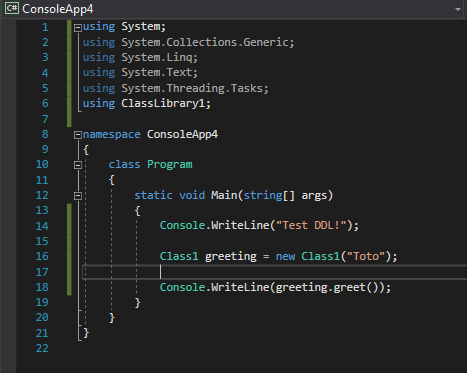 C# ConsoleApp4
1 using System;
2 using System.Collections.Generic;
3 using System.Linq;
4 using System.Text;
5 using System.Threading.Tasks;
6 using ClassLibrary1;
7
8 namespace ConsoleApp4
9 {
10 class Program
11 {
12 static void Main(string[] args)
13 {
14 Console.WriteLine("Test DDL!");
15
16 Class1 greeting = new Class1("Toto");
17
18 Console.WriteLine(greeting.greet());
19 }
20 }
21 }
22